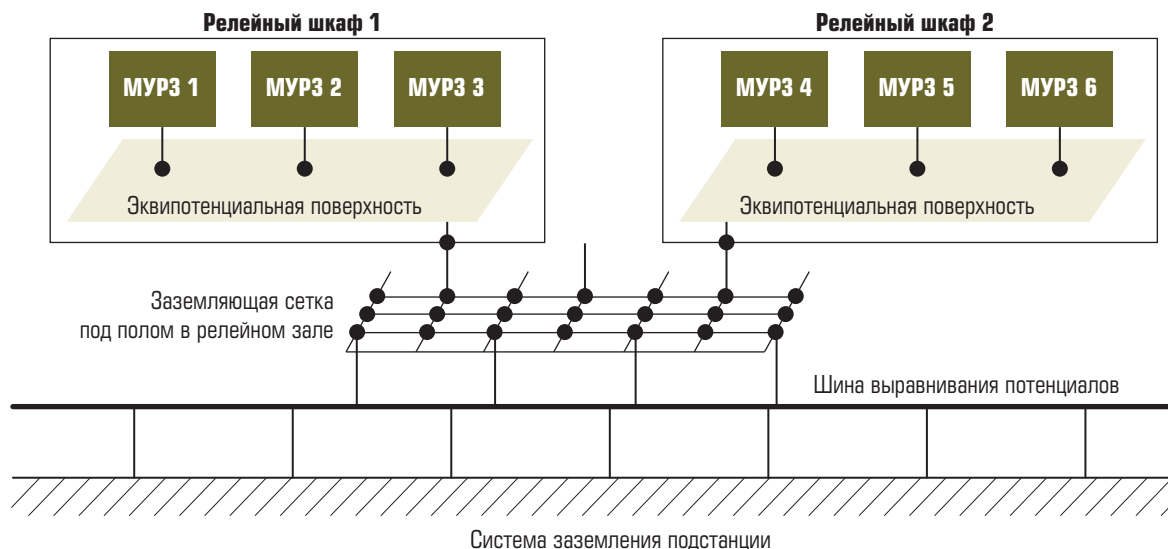 Релейный шкаф 1
Релейный шкаф 2
МУРЗ 1
МУРЗ 2
МУРЗ 3
МУРЗ 4
МУРЗ 5
МУРЗ 6
Эквипотенциальная поверхность
Эквипотенциальная поверхность
Заземляющая сетка
под полом в релейном зале
Шина выравнивания потенциалов
Система заземления подстанции